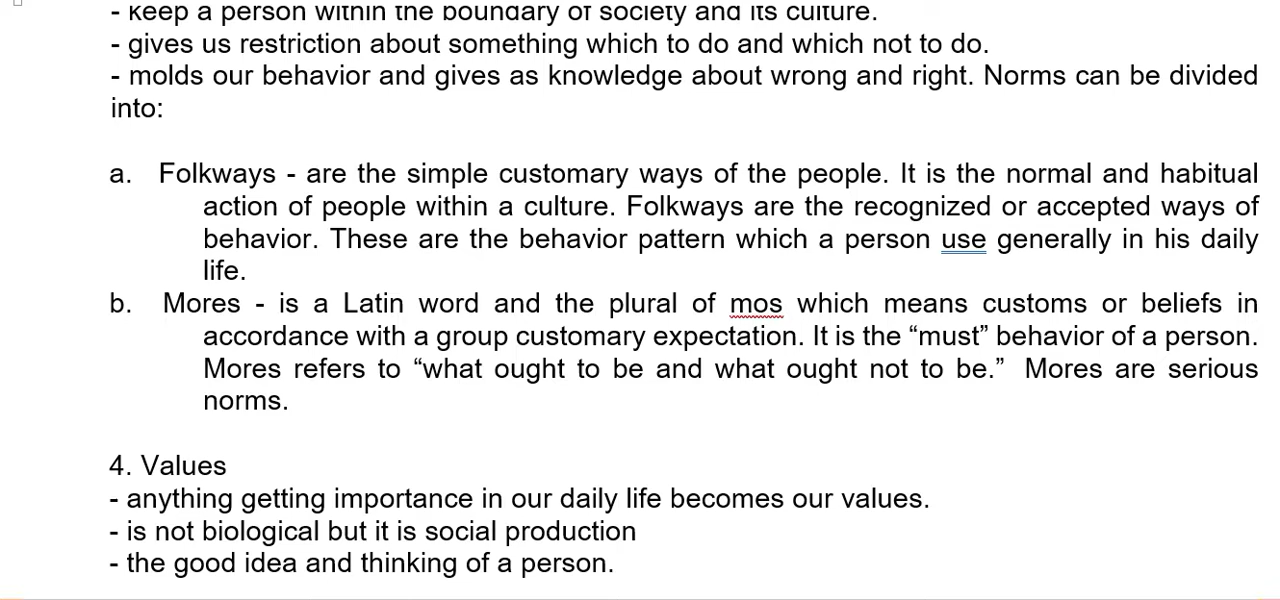 - keep a person within the boundary of society and its culture.
- gives us restriction about something which to do and which not to do.
- molds our behavior and gives as knowledge about wrong and right. Norms can be divided
into:
a. Folkways - are the simple customary ways of the people. It is the normal and habitual
action of people within a culture. Folkways are the recognized or accepted ways of
behavior. These are the behavior pattern which a person use generally in his daily
life.
b. Mores - is a Latin word and the plural of mos which means customs or beliefs in
accordance with a group customary expectation. It is the “must” behavior of a person.
Mores refers to “what ought to be and what ought not to be.” Mores are serious
norms.
4. Values
- anything getting importance in our daily life becomes our values.
- is not biological but it is social production
- the good idea and thinking of a person.